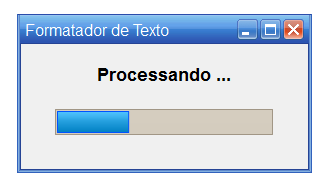 Formatador de Texto
Processando ...